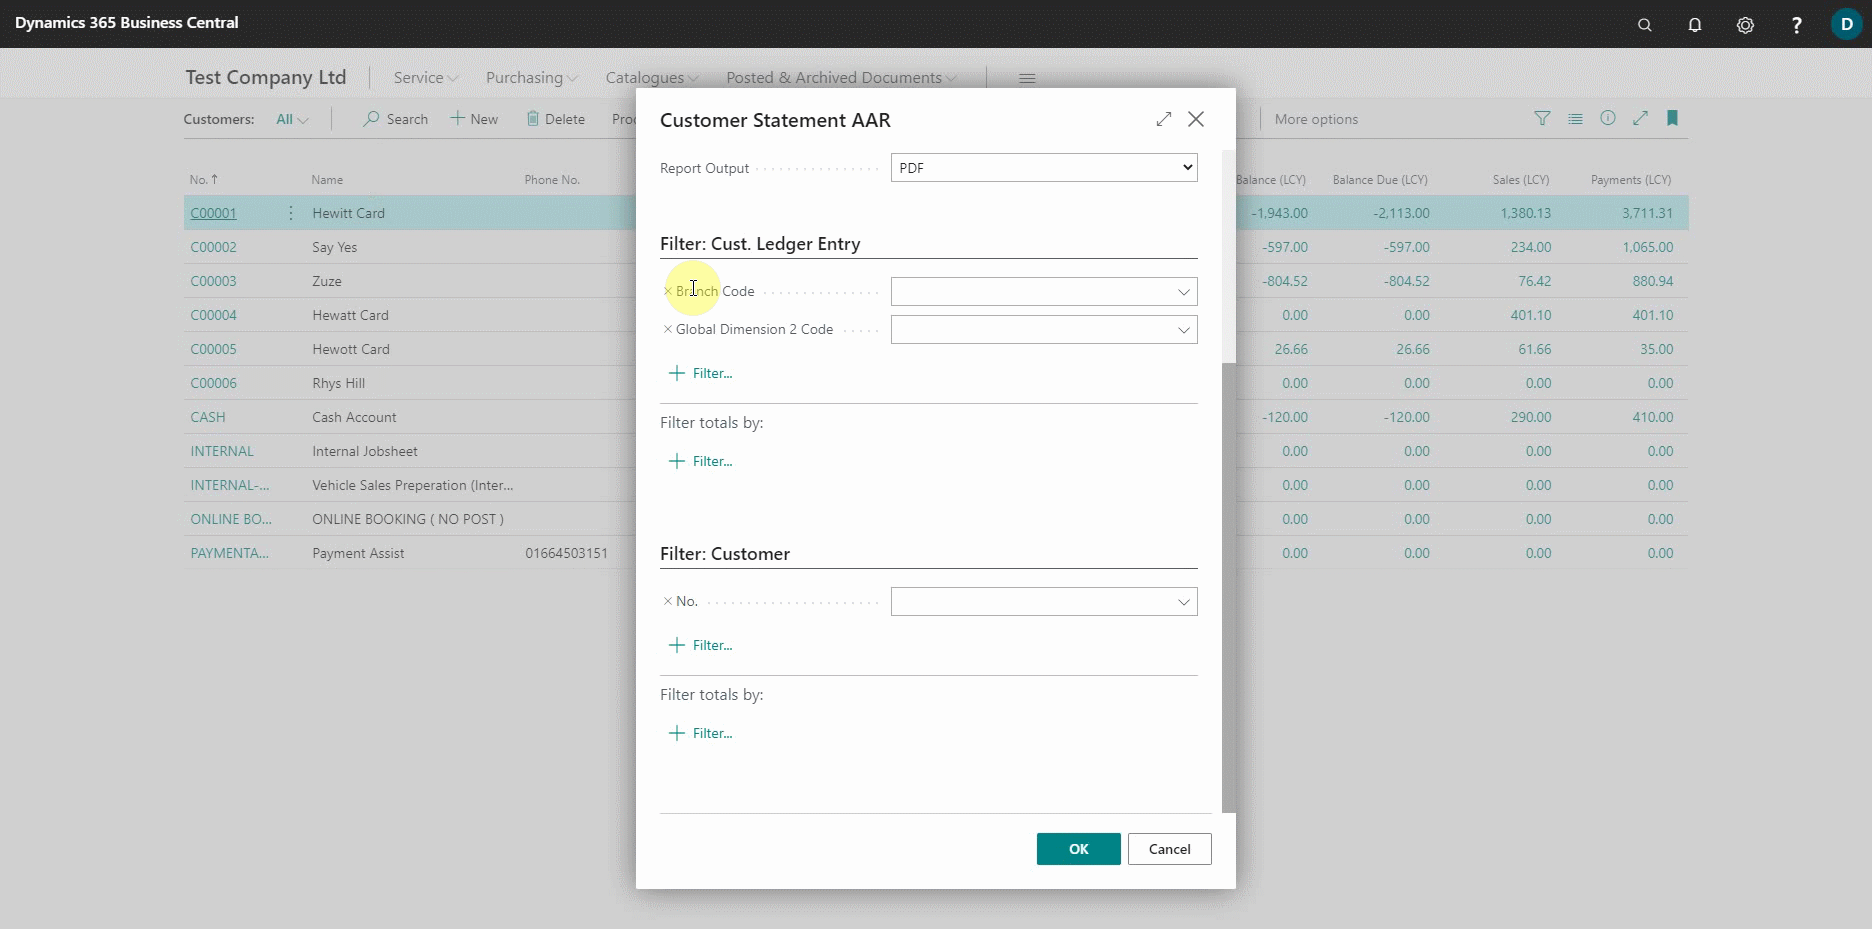 Dynamics 365 Business Central
? D
Test Company Ltd Service Purchasing Catalogues Posted & Archived Documents
Customers: All Search New Delete More options
Customer Statement AAR
Report Output PDF
Filter: Cust. Ledger Entry
Branch Code
Global Dimension 2 Code
Filter...
Filter totals by:
Filter...
Filter: Customer
No.
Filter...
Filter totals by:
Filter...
OK Cancel
No. ↑ Name Phone No. Balance (LCY) Balance Due (LCY) Sales (LCY) Payments (LCY)
C00001 Hewitt Card -1,943.00 -2,113.00 1,380.13 3,711.31
C00002 Say Yes -597.00 -597.00 234.00 1,065.00
C00003 Zuze -804.52 -804.52 76.42 880.94
C00004 Hewatt Card 0.00 0.00 401.10 401.10
C00005 Hewott Card 26.66 26.66 61.66 35.00
C00006 Rhys Hill 0.00 0.00 0.00 0.00
CASH Cash Account -120.00 -120.00 290.00 410.00
INTERNAL Internal Jobsheet 0.00 0.00 0.00 0.00
INTERNAL-... Vehicle Sales Preperation (Inter... 0.00 0.00 0.00 0.00
ONLINE BO... ONLINE BOOKING ( NO POST ) 0.00 0.00 0.00 0.00
PAYMENTA... Payment Assist 01664503151 0.00 0.00 0.00 0.00